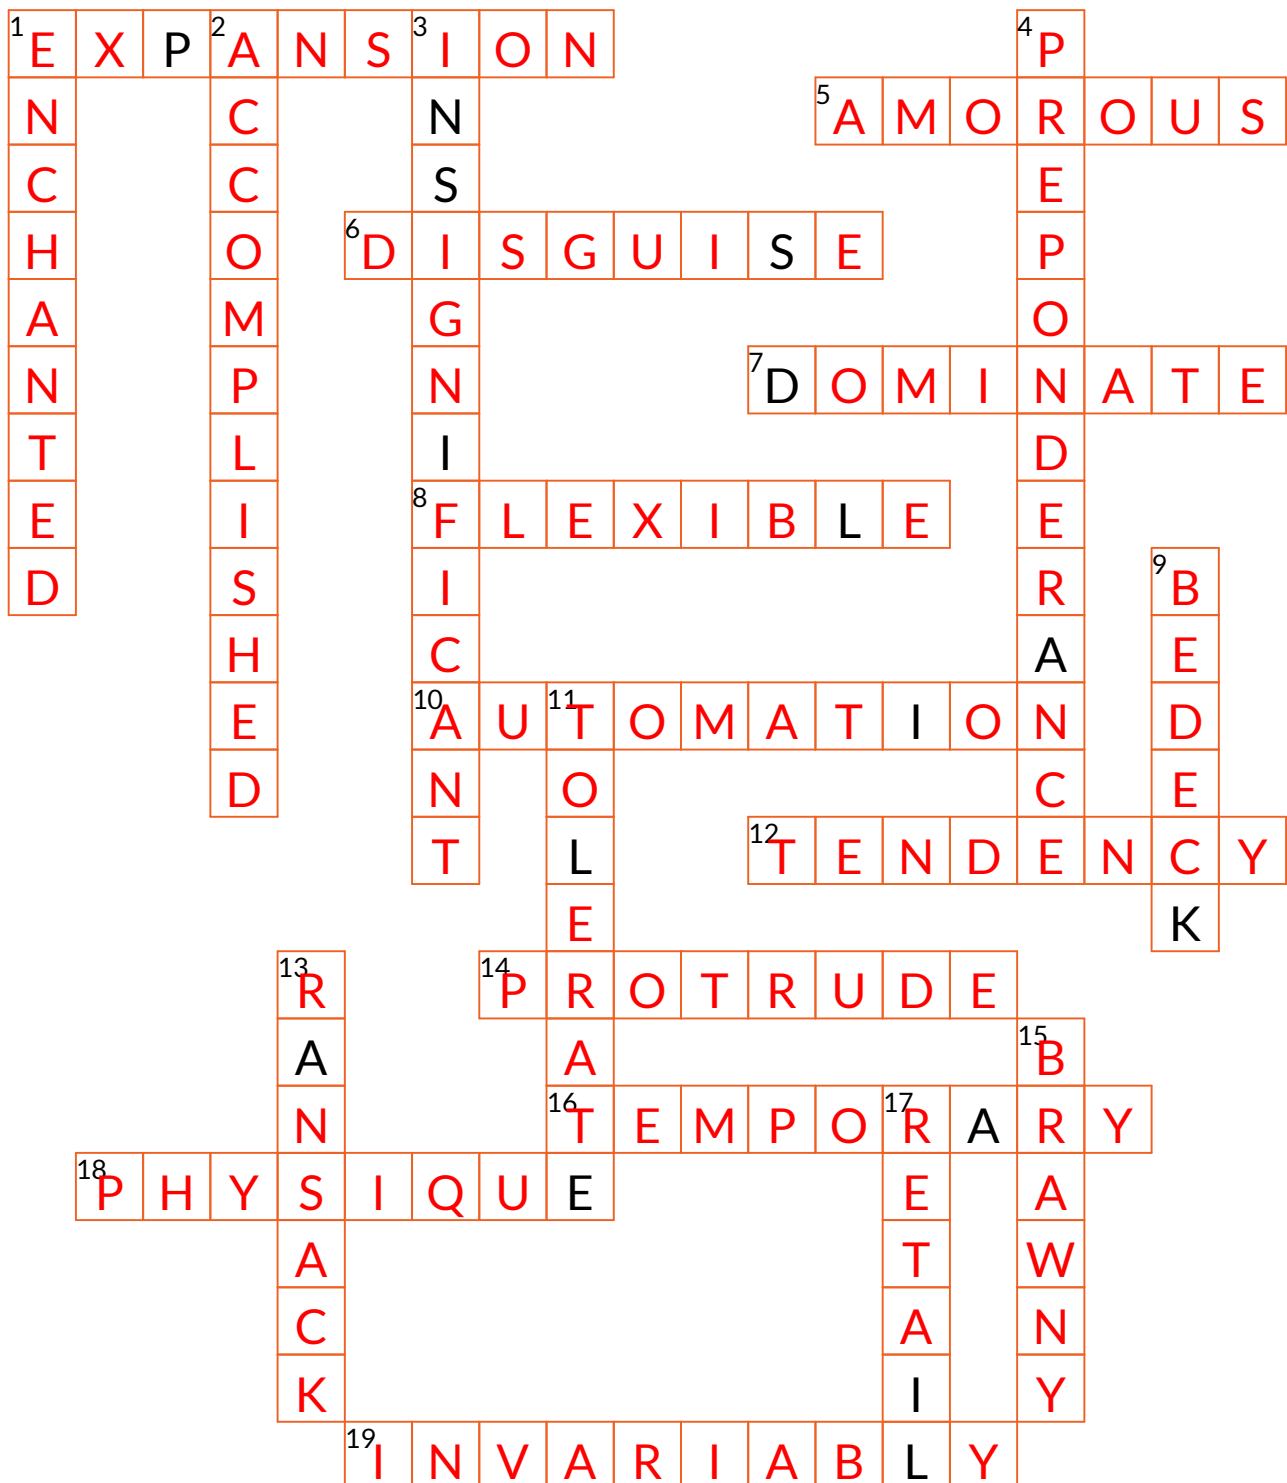 1 E X P 2 A N S 3 I O N 4 P
N C N 5 A M O R O U S
C C S E
H O 6 D I S G U I S E P
A M G O
N P N 7 D O M I N A T E
T L I D
E I 8 F L E X I B L E E
D S I R 9 B
H C A E
E 10 A U 11 T O M A T I O N D
D N O C E
T L 12 T E N D E N C Y
E K
13 R 14 P R O T R U D E
A A 15 B
N 16 T E M P O 17 R A R Y
18 P H Y S I Q U E E A
A T W
C A N
K I Y
19 I N V A R I A B L Y